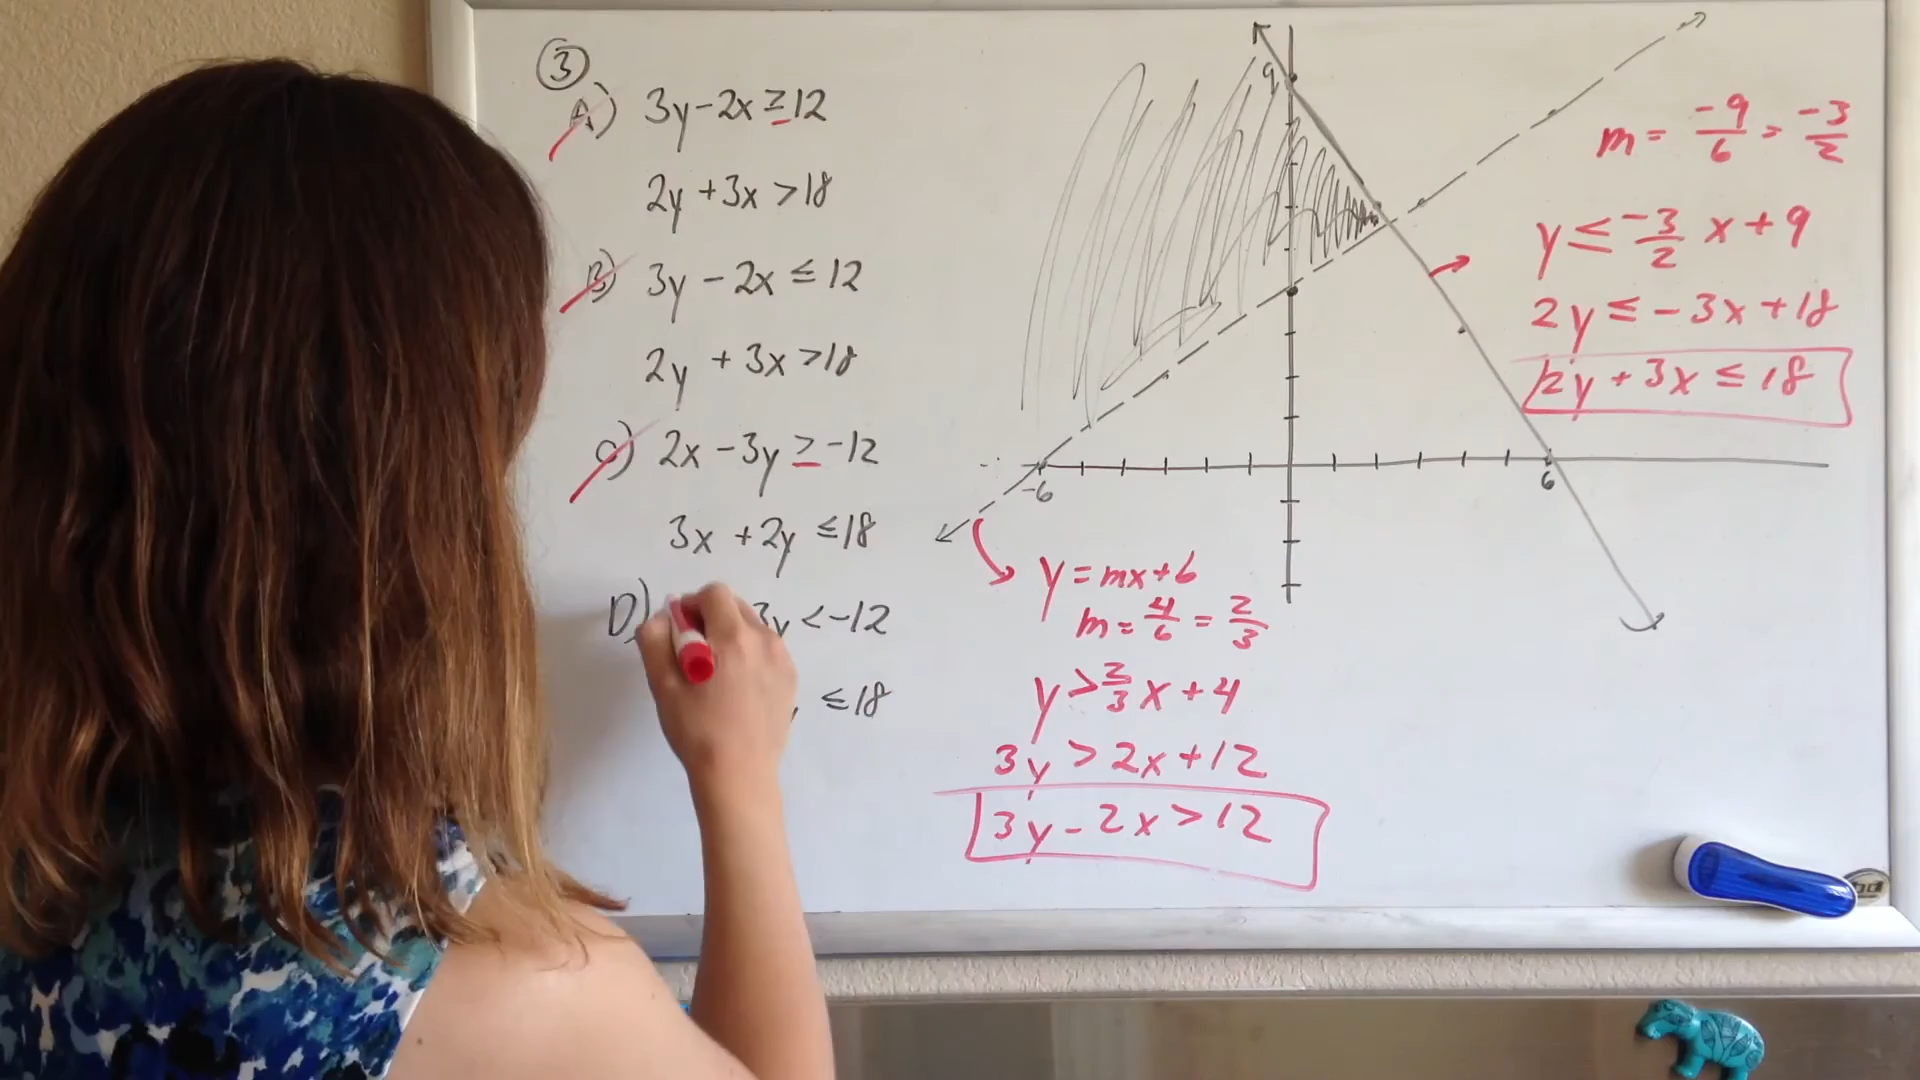 3
A) 3y - 2x ≥ 12
2y + 3x > 18
B) 3y - 2x ≤ 12
2y + 3x > 18
C) 2x - 3y ≥ -12
3x + 2y ≤ 18
D) 3y < -12
≤ 18
9
-6
6
y = mx + b
m = 4/6 = 2/3
y > 2/3 x + 4
3y > 2x + 12
3y - 2x > 12
m = -9/6 = -3/2
y ≤ -3/2 x + 9
2y ≤ -3x + 18
2y + 3x ≤ 18